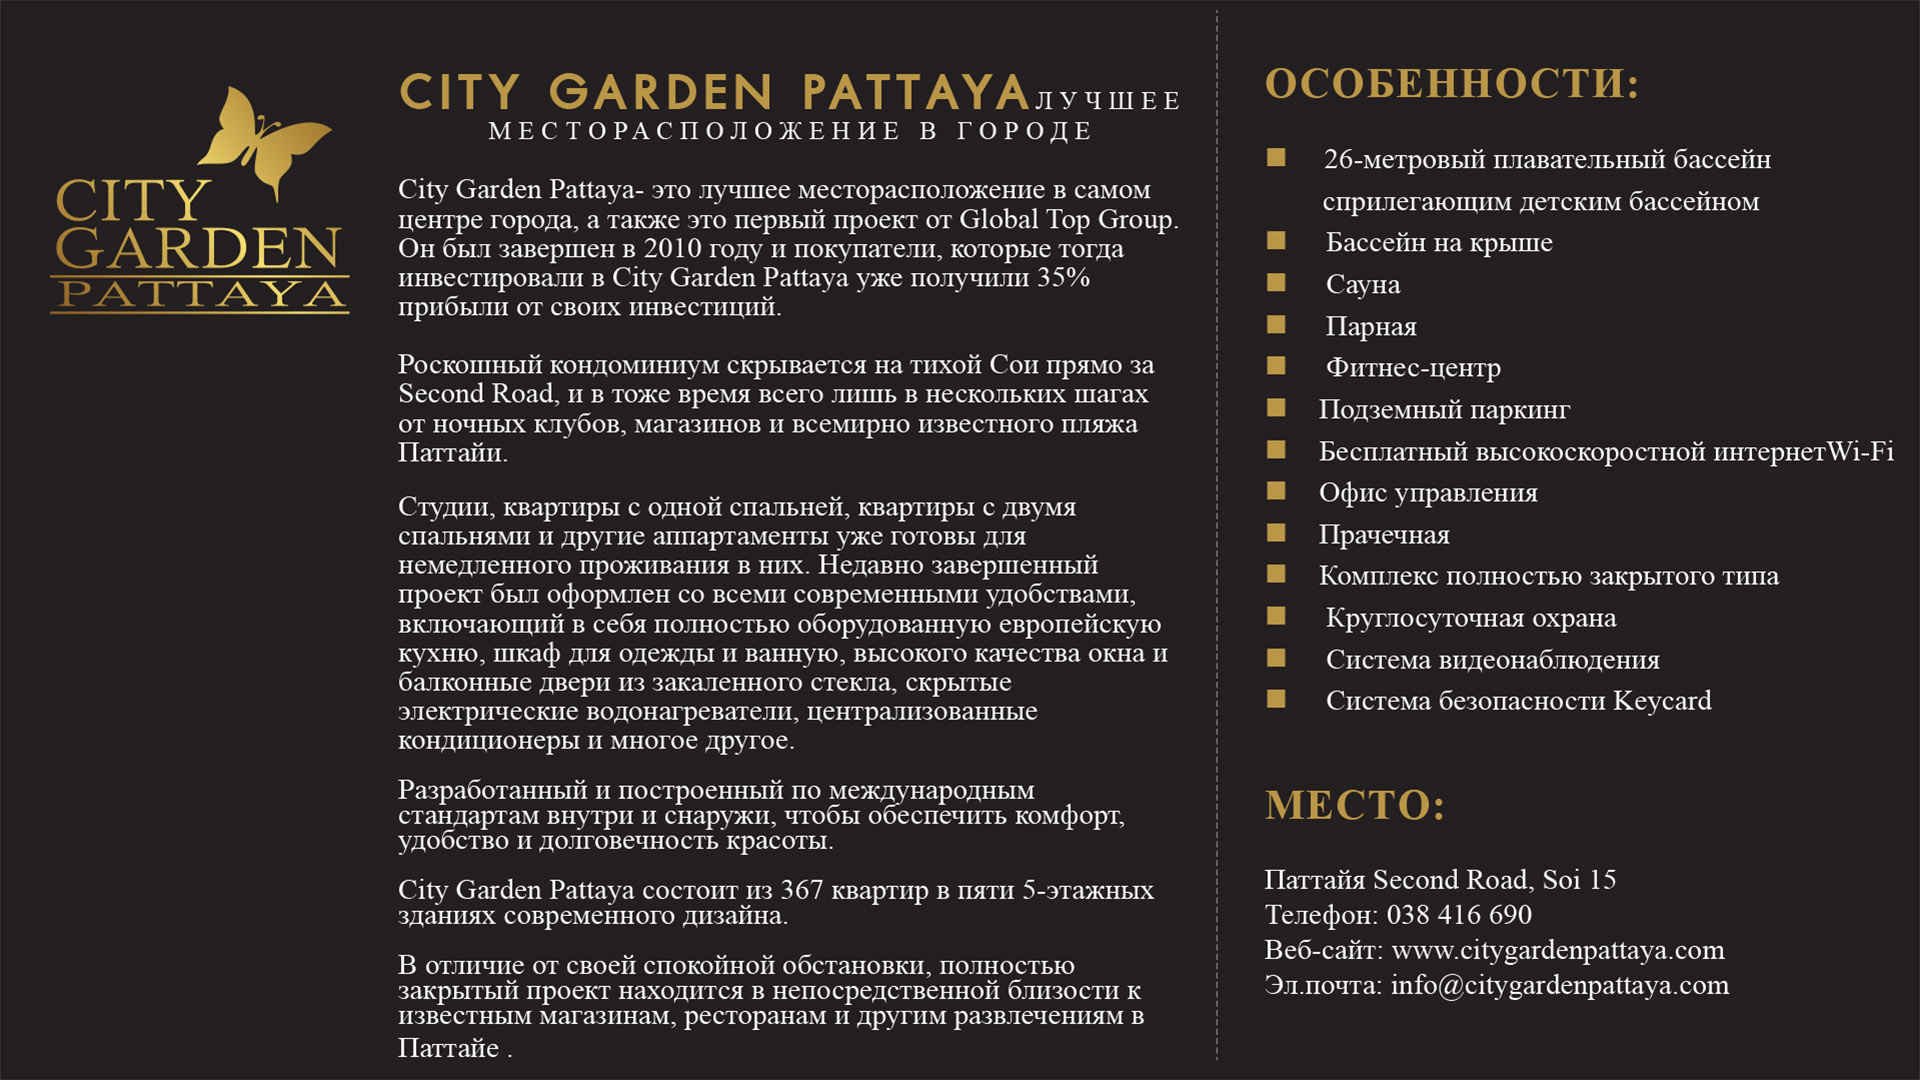 CITY
GARDEN
PATTAYA
CITY GARDEN PATTAYA ЛУЧШЕЕ
МЕСТОРАСПОЛОЖЕНИЕ В ГОРОДЕ
City Garden Pattaya- это лучшее месторасположение в самом
центре города, а также это первый проект от Global Top Group.
Он был завершен в 2010 году и покупатели, которые тогда
инвестировали в City Garden Pattaya уже получили 35%
прибыли от своих инвестиций.
Роскошный кондоминиум скрывается на тихой Сои прямо за
Second Road, и в тоже время всего лишь в нескольких шагах
от ночных клубов, магазинов и всемирно известного пляжа
Паттайи.
Студии, квартиры с одной спальней, квартиры с двумя
спальнями и другие аппартаменты уже готовы для
немедленного проживания в них. Недавно завершенный
проект был оформлен со всеми современными удобствами,
включающий в себя полностью оборудованную европейскую
кухню, шкаф для одежды и ванную, высокого качества окна и
балконные двери из закаленного стекла, скрытые
электрические водонагреватели, централизованные
кондиционеры и многое другое.
Разработанный и построенный по международным
стандартам внутри и снаружи, чтобы обеспечить комфорт,
удобство и долговечность красоты.
City Garden Pattaya состоит из 367 квартир в пяти 5-этажных
зданиях современного дизайна.
В отличие от своей спокойной обстановки, полностью
закрытый проект находится в непосредственной близости к
известным магазинам, ресторанам и другим развлечениям в
Паттайе .
ОСОБЕННОСТИ:
26-метровый плавательный бассейн
сприлегающим детским бассейном
Бассейн на крыше
Сауна
Парная
Фитнес-центр
Подземный паркинг
Бесплатный высокоскоростной интернетWi-Fi
Офис управления
Прачечная
Комплекс полностью закрытого типа
Круглосуточная охрана
Система видеонаблюдения
Система безопасности Keycard
МЕСТО:
Паттайя Second Road, Soi 15
Телефон: 038 416 690
Веб-сайт: www.citygardenpattaya.com
Эл.почта: info@citygardenpattaya.com